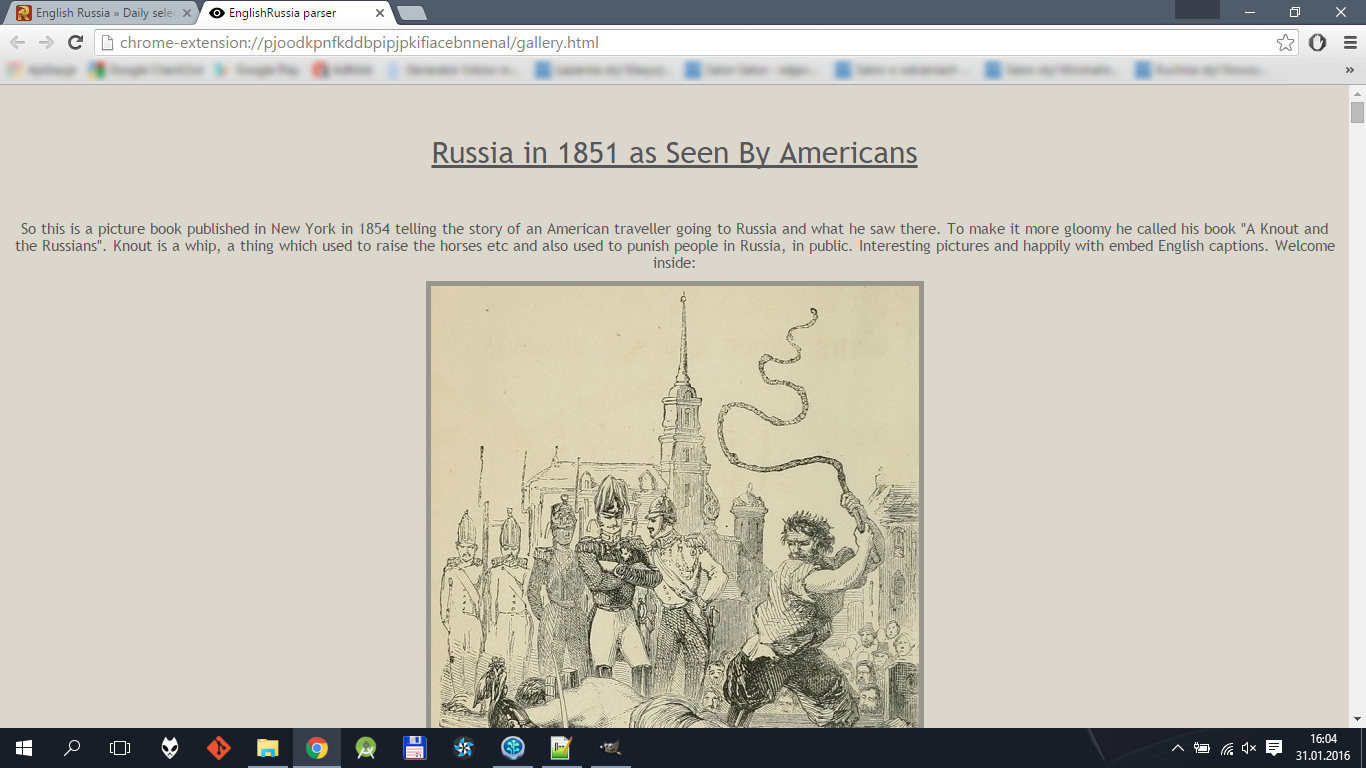 English Russia » Daily sele
EnglishRussia parser
chrome-extension://pjoodkpnfkddbpipjpkifiacebnnenal/gallery.html
Aplikacje Google CheckOut Google Play AdMob Generator linków
»
Russia in 1851 as Seen By Americans
So this is a picture book published in New York in 1854 telling the story of an American traveller going to Russia and what he saw there. To make it more gloomy he called his book "A Knout and
the Russians". Knout is a whip, a thing which used to raise the horses etc and also used to punish people in Russia, in public. Interesting pictures and happily with embed English captions. Welcome
inside:
16:04
31.01.2016